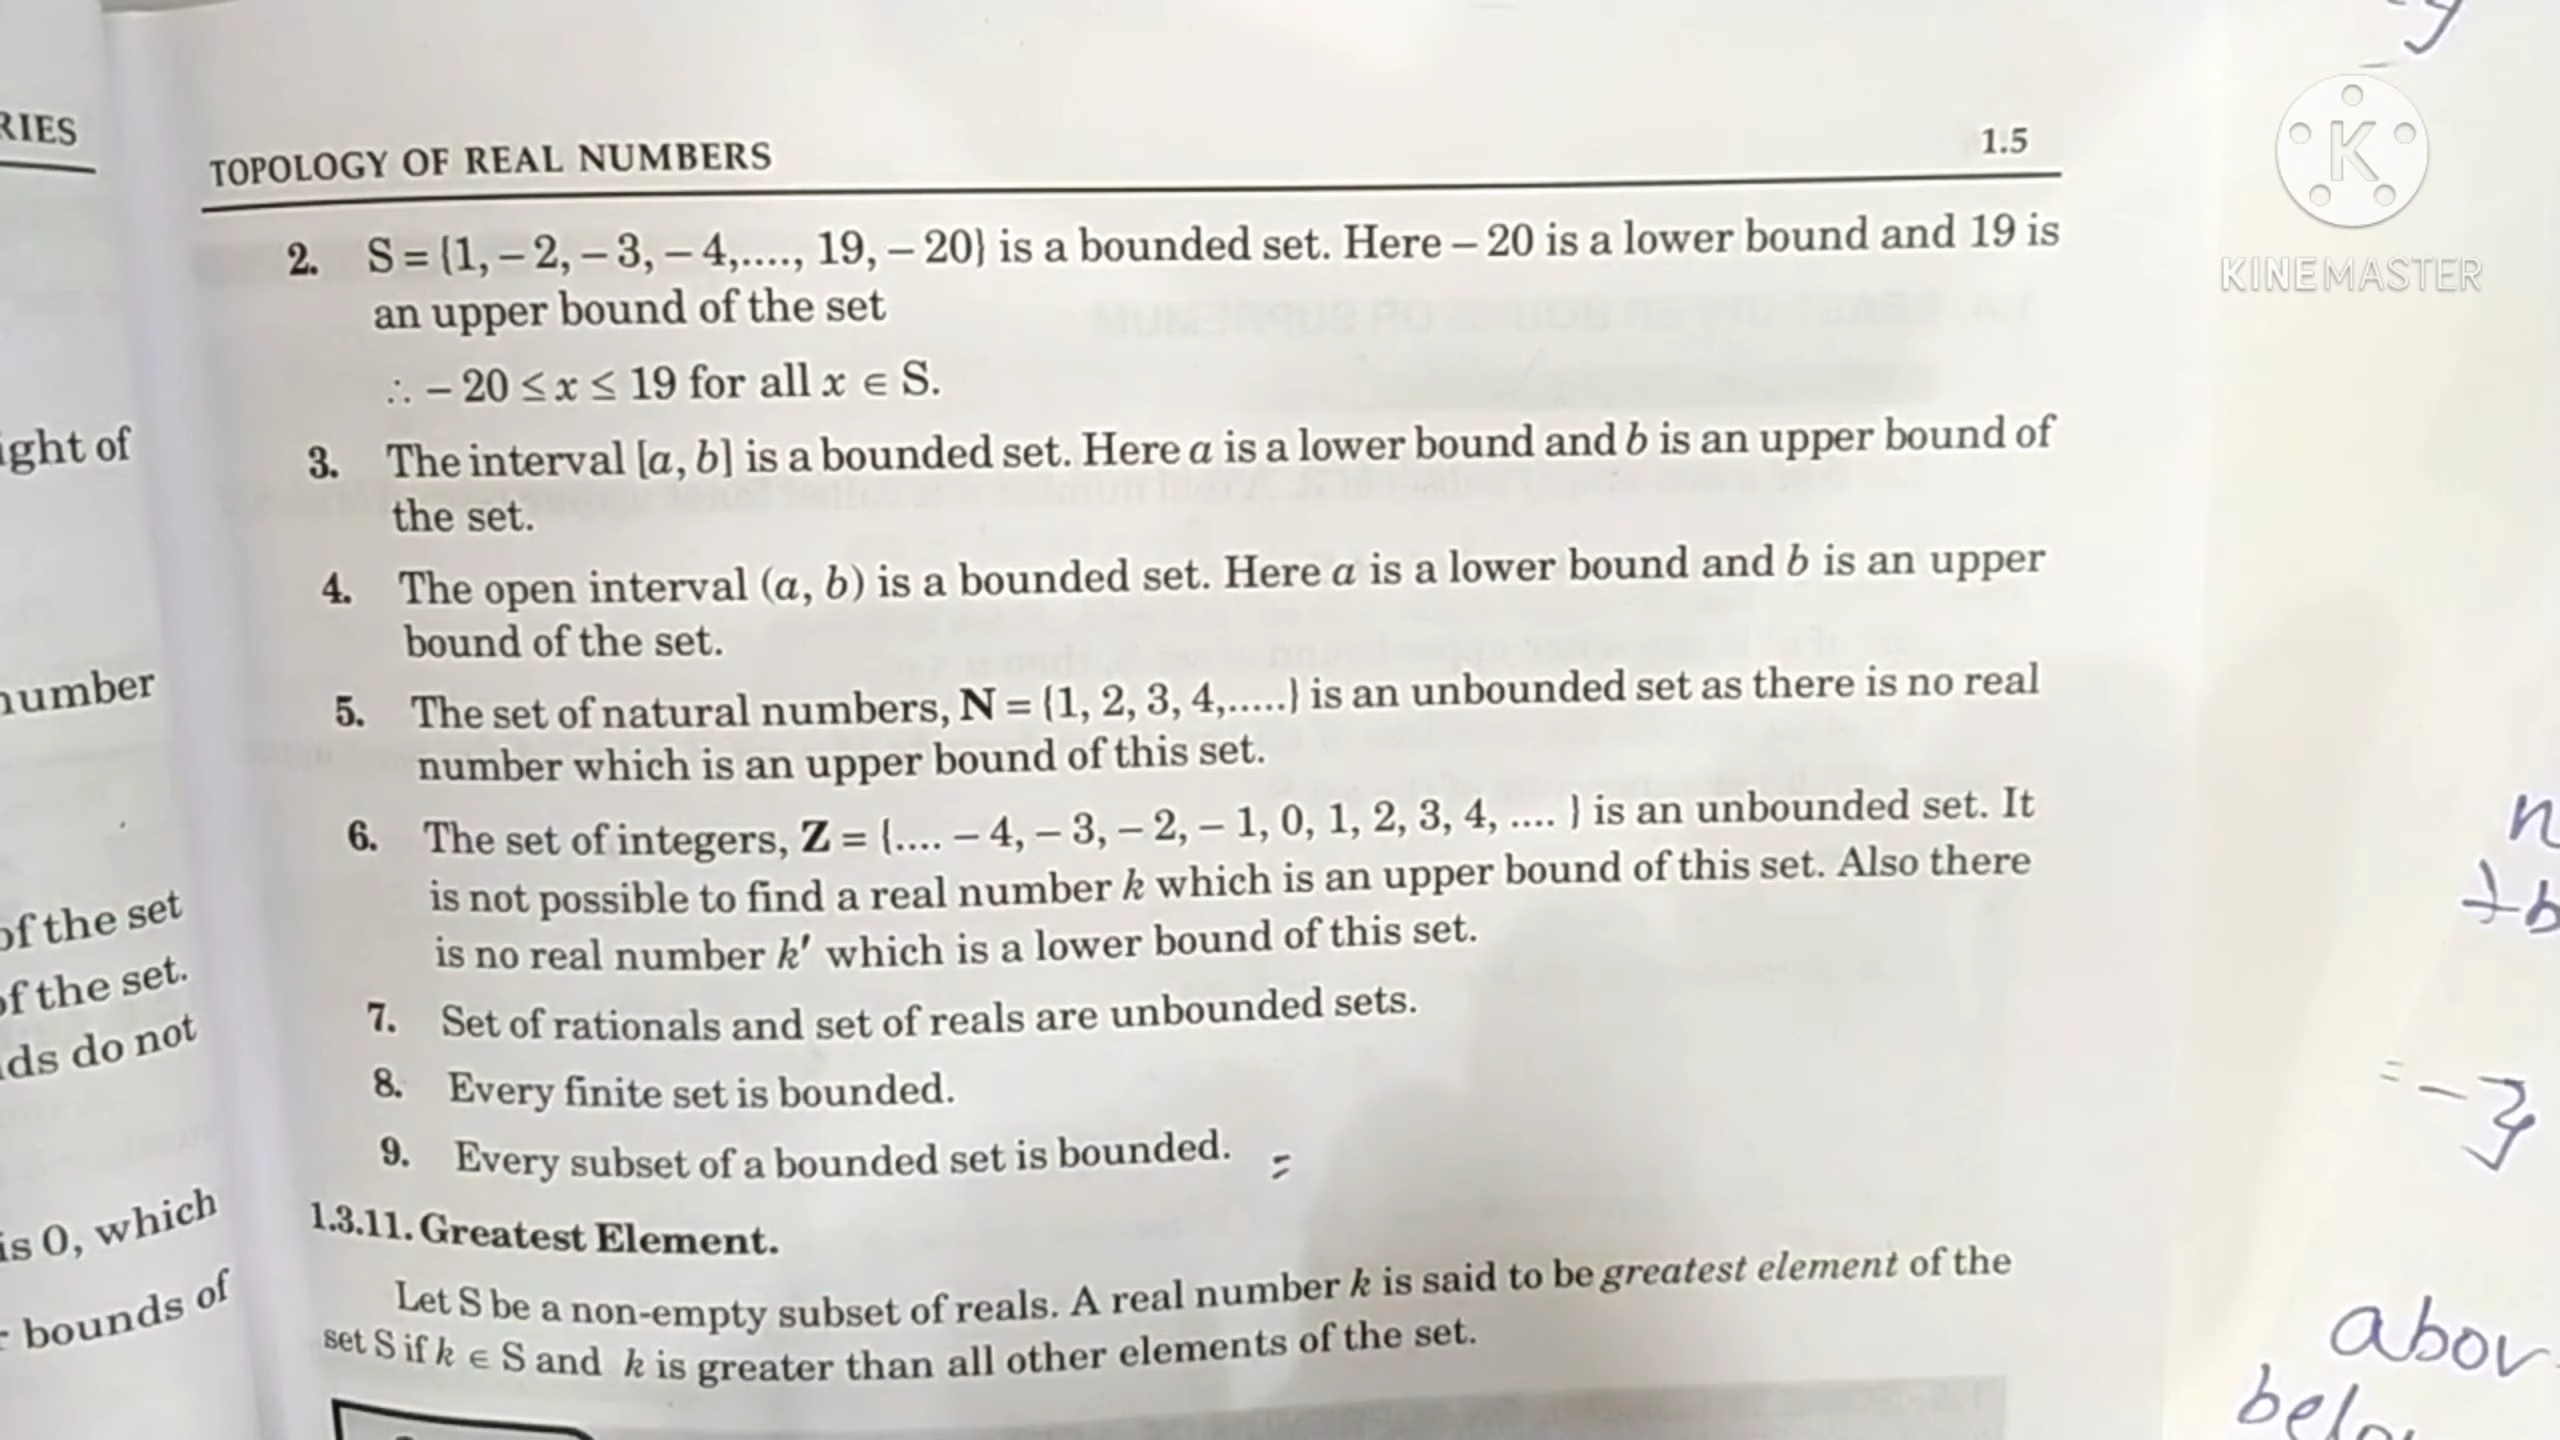 RIES
TOPOLOGY OF REAL NUMBERS 1.5
KINEMASTER
2. S = {1, – 2, – 3, – 4,...., 19, – 20} is a bounded set. Here – 20 is a lower bound and 19 is
an upper bound of the set
∴ – 20 ≤ x ≤ 19 for all x ∈ S.
ight of
3. The interval [a, b] is a bounded set. Here a is a lower bound and b is an upper bound of
the set.
4. The open interval (a, b) is a bounded set. Here a is a lower bound and b is an upper
bound of the set.
number
5. The set of natural numbers, N = {1, 2, 3, 4,.....} is an unbounded set as there is no real
number which is an upper bound of this set.
6. The set of integers, Z = {.... – 4, – 3, – 2, – 1, 0, 1, 2, 3, 4, .... } is an unbounded set. It
is not possible to find a real number k which is an upper bound of this set. Also there
is no real number k′ which is a lower bound of this set.
of the set
of the set.
ds do not
7. Set of rationals and set of reals are unbounded sets.
8. Every finite set is bounded.
9. Every subset of a bounded set is bounded.
is 0, which
bounds of
1.3.11. Greatest Element.
Let S be a non-empty subset of reals. A real number k is said to be greatest element of the
set S if k ∈ S and k is greater than all other elements of the set.
n
abov
belo